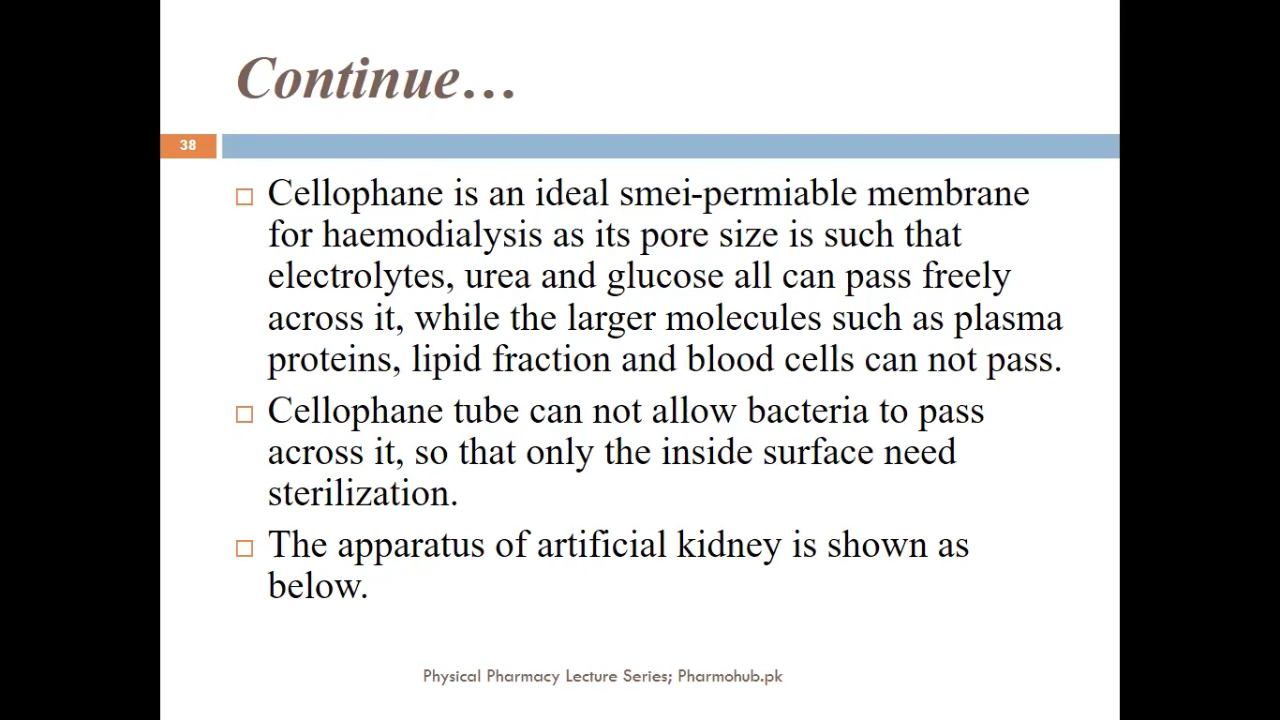 Continue…
38
Cellophane is an ideal smei-permiable membrane
for haemodialysis as its pore size is such that
electrolytes, urea and glucose all can pass freely
across it, while the larger molecules such as plasma
proteins, lipid fraction and blood cells can not pass.
Cellophane tube can not allow bacteria to pass
across it, so that only the inside surface need
sterilization.
The apparatus of artificial kidney is shown as
below.
Physical Pharmacy Lecture Series; Pharmohub.pk